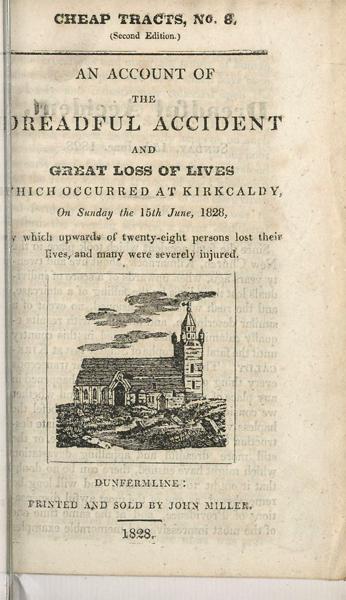 CHEAP TRACTS, No. 8,
(Second Edition.)
AN ACCOUNT OF
THE
DREADFUL ACCIDENT
AND
GREAT LOSS OF LIVES
WHICH OCCURRED AT KIRKCALDY,
On Sunday the 15th June, 1828,
y which upwards of twenty-eight persons lost their
lives, and many were severely injured.
DUNFERMLINE:
PRINTED AND SOLD BY JOHN MILLER.
1828.